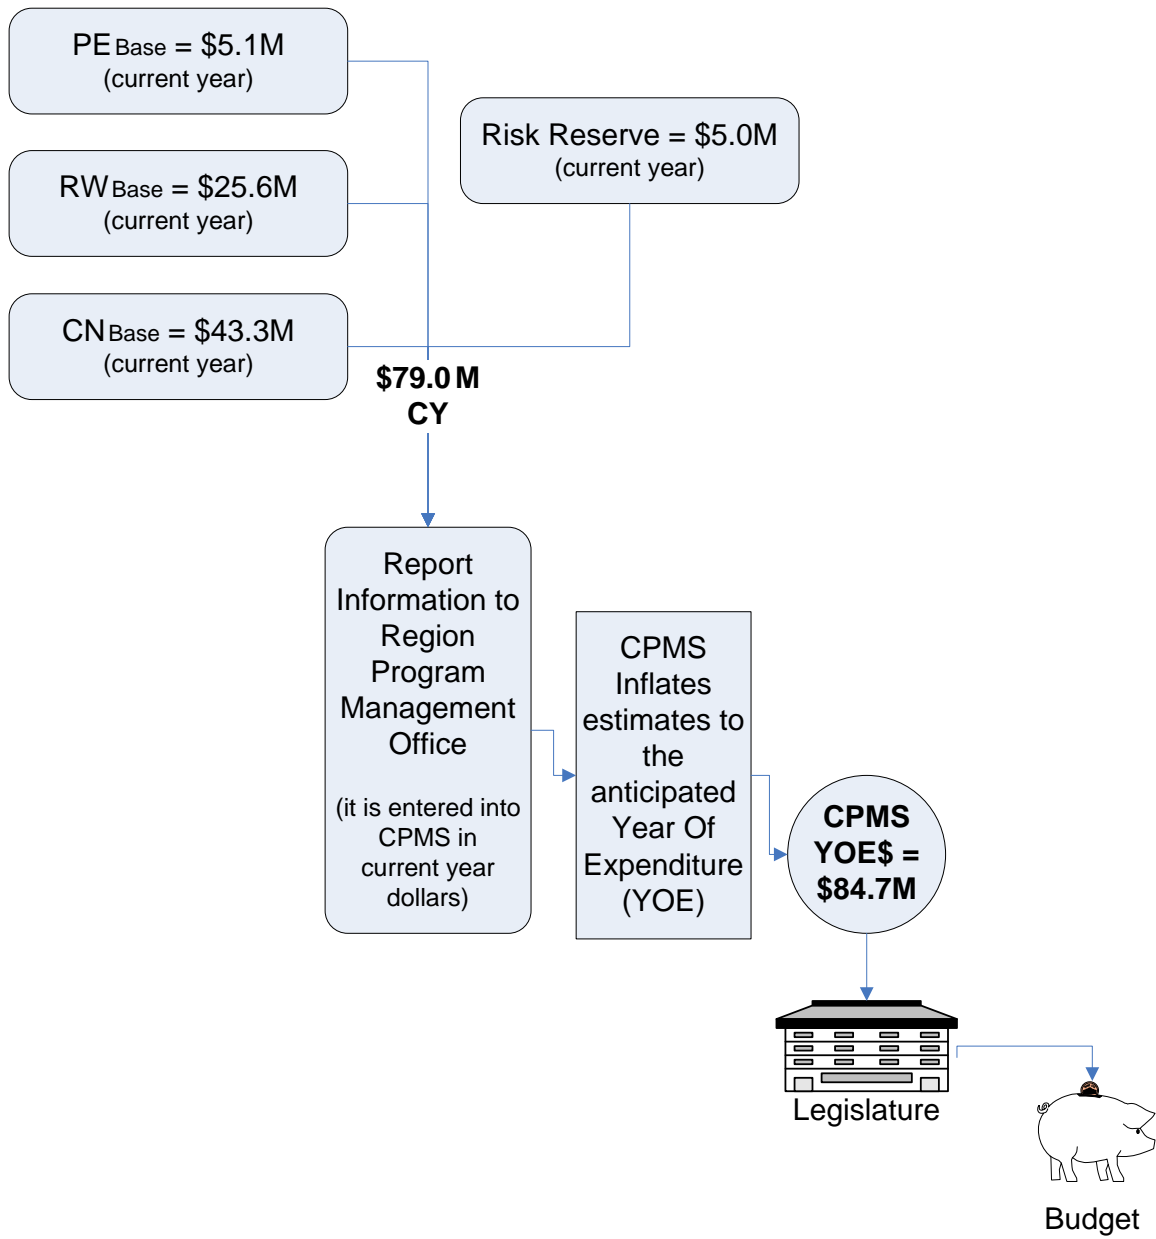 PE Base = $5.1M
(current year)
Risk Reserve = $5.0M
(current year)
RW Base = $25.6M
(current year)
CN Base = $43.3M
(current year)
$79.0 M
CY
Report
Information to
Region
Program
Management
Office
(it is entered into
CPMS in
current year
dollars)
CPMS
Inflates
estimates to
the
anticipated
Year Of
Expenditure
(YOE)
CPMS
YOE$ =
$84.7M
Legislature
Budget